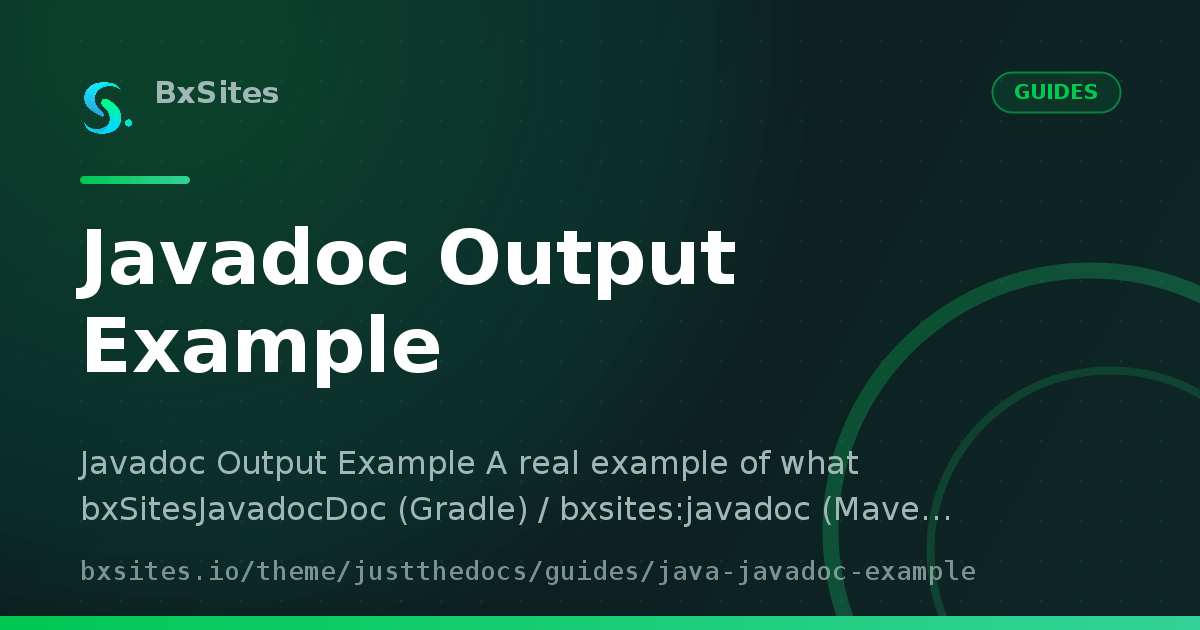 BxSites
GUIDES
Javadoc Output
Example
Javadoc Output Example A real example of what
bxSitesJavadocDoc (Gradle) / bxsites:javadoc (Mave…
bxsites.io/theme/justthedocs/guides/java-javadoc-example